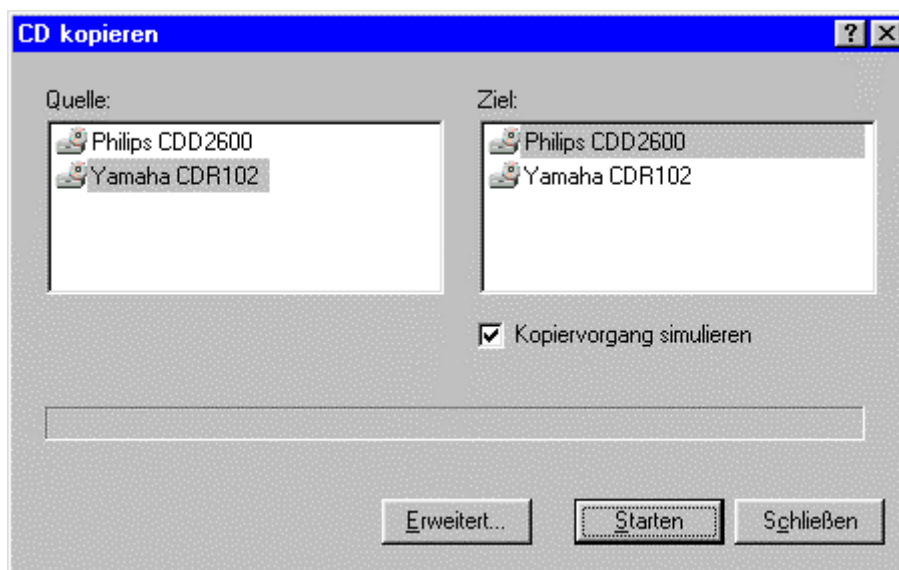 CD kopieren
Quelle:
Philips CDD2600
Yamaha CDR102
Ziel:
Philips CDD2600
Yamaha CDR102
Kopiervorgang simulieren
Erweitert... Starten Schließen